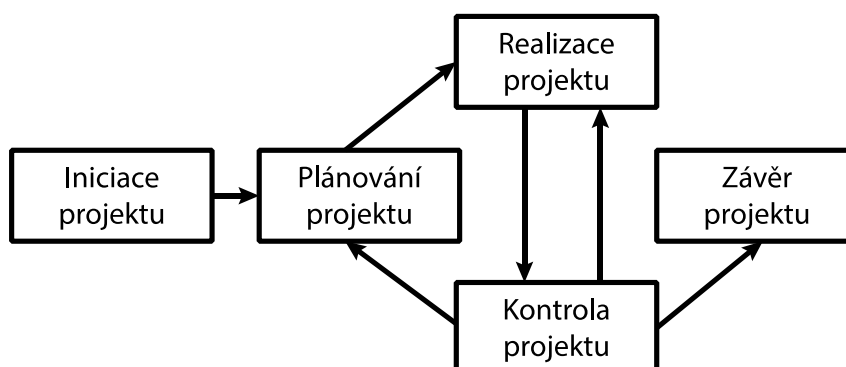 Realizace
projektu
Iniciace
projektu
Plánování
projektu
Závěr
projektu
Kontrola
projektu